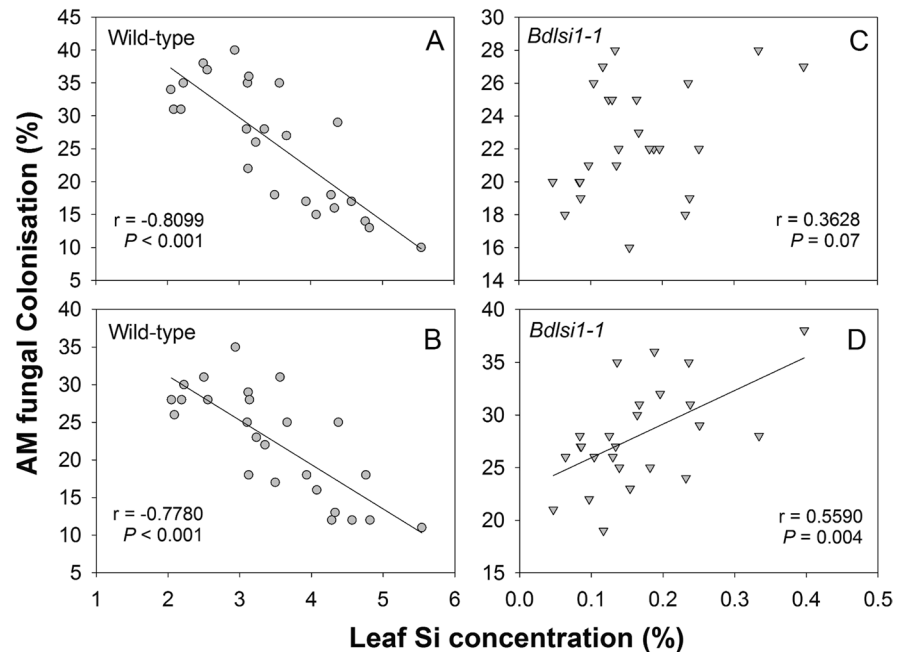 AM fungal Colonisation (%)
45
40
35
30
25
20
15
10
5
Wild-type
A
r = -0.8099
P < 0.001
30
28
26
24
22
20
18
16
14
Bdlsi1-1
C
r = 0.3628
P = 0.07
40
35
30
25
20
15
10
5
Wild-type
B
r = -0.7780
P < 0.001
1 2 3 4 5 6
40
35
30
25
20
15
Bdlsi1-1
D
r = 0.5590
P = 0.004
0.0 0.1 0.2 0.3 0.4 0.5
Leaf Si concentration (%)